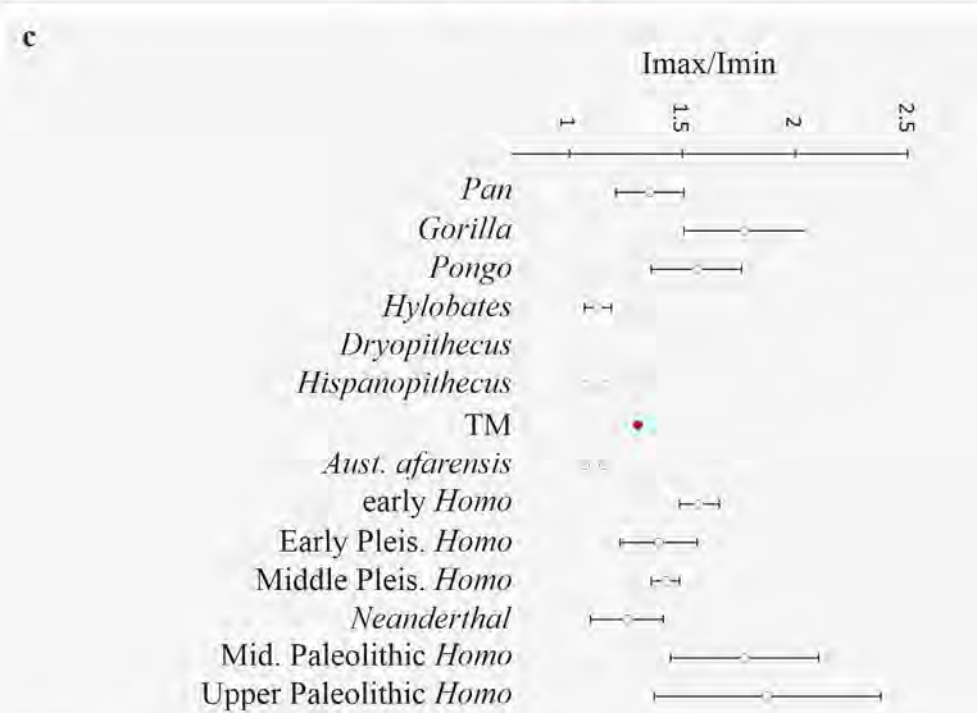 c
Imax/Imin
1 1.5 2 2.5
Pan
Gorilla
Pongo
Hylobates
Dryopithecus
Hispanopithecus
TM
Aust. afarensis
early Homo
Early Pleis. Homo
Middle Pleis. Homo
Neanderthal
Mid. Paleolithic Homo
Upper Paleolithic Homo